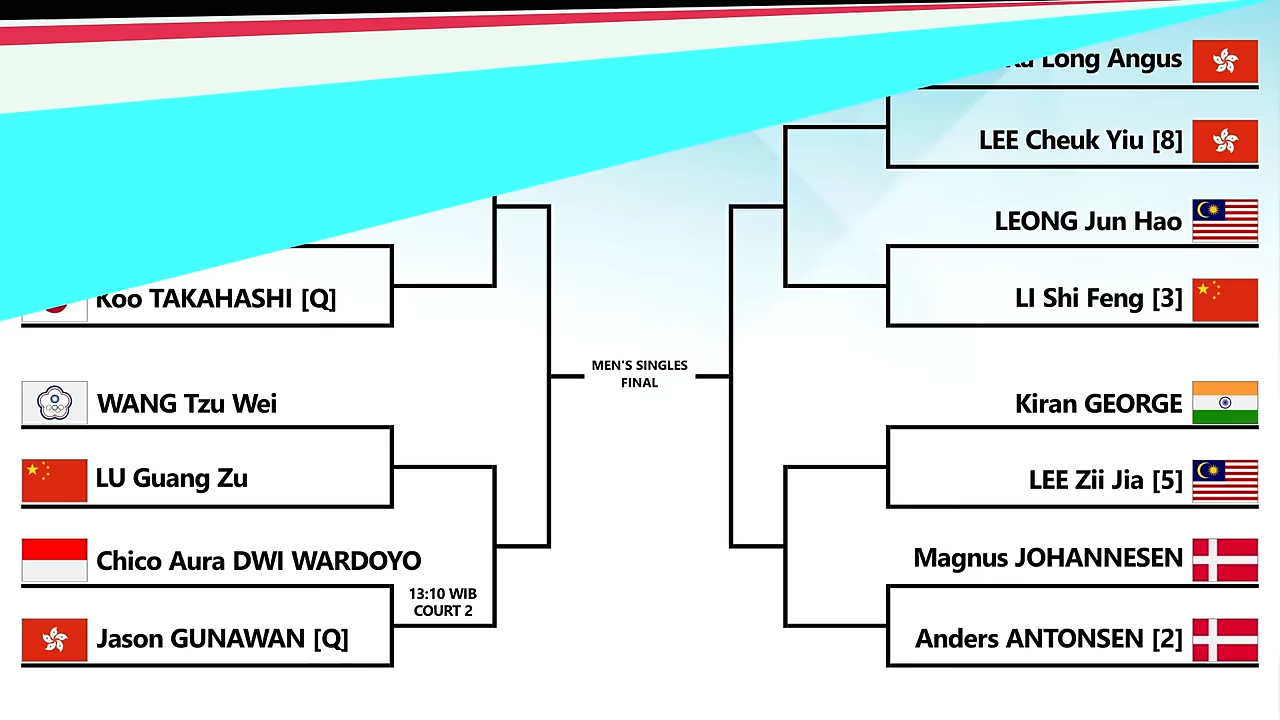 Long Angus
LEE Cheuk Yiu [8]
LEONG Jun Hao
LI Shi Feng [3]
Koo TAKAHASHI [Q]
MEN'S SINGLES
FINAL
WANG Tzu Wei
Kiran GEORGE
LU Guang Zu
LEE Zii Jia [5]
Chico Aura DWI WARDOYO
Magnus JOHANNESEN
13:10 WIB
COURT 2
Jason GUNAWAN [Q]
Anders ANTONSEN [2]